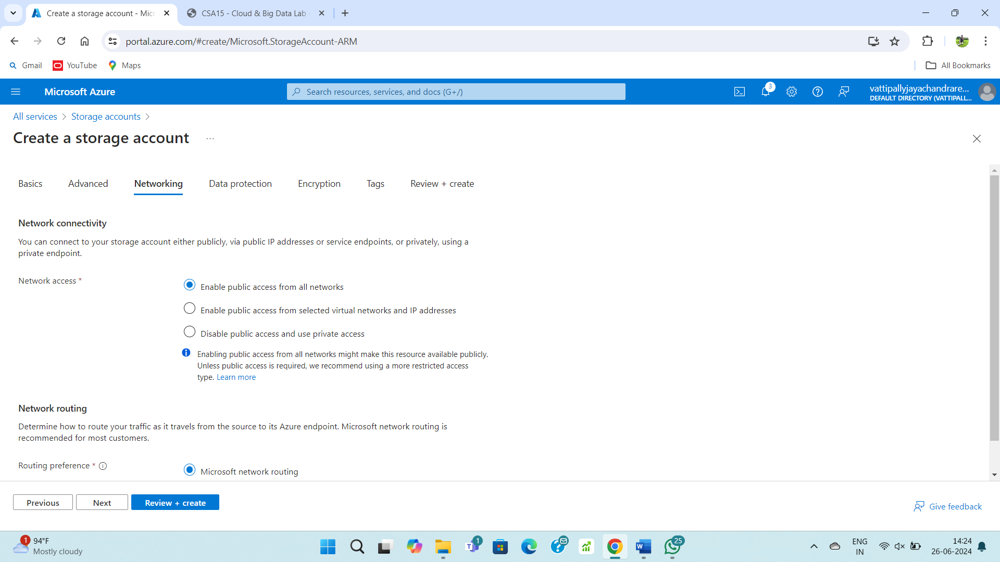 Create a storage account - Micr
CSA15 - Cloud & Big Data Lab -
portal.azure.com/#create/Microsoft.StorageAccount-ARM
Gmail
YouTube
Maps
All Bookmarks
Microsoft Azure
Search resources, services, and docs (G+/)
3
vattipallyjayachandrare...
DEFAULT DIRECTORY (VATTIPALL...
All services > Storage accounts >
Create a storage account ...
Basics
Advanced
Networking
Data protection
Encryption
Tags
Review + create
Network connectivity
You can connect to your storage account either publicly, via public IP addresses or service endpoints, or privately, using a
private endpoint.
Network access *
Enable public access from all networks
Enable public access from selected virtual networks and IP addresses
Disable public access and use private access
Enabling public access from all networks might make this resource available publicly.
Unless public access is required, we recommend using a more restricted access
type. Learn more
Network routing
Determine how to route your traffic as it travels from the source to its Azure endpoint. Microsoft network routing is
recommended for most customers.
Routing preference *
Microsoft network routing
Previous
Next
Review + create
Give feedback
1
94°F
Mostly cloudy
1
25
ENG
IN
14:24
26-06-2024